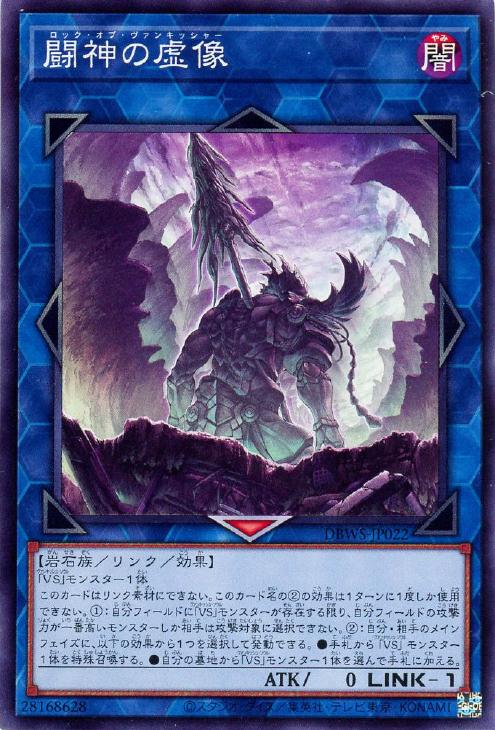 ロック・オブ・ヴァンキッシャー
闘神の虚像
やみ
闇
DBWS-JP022
【岩石族／リンク／効果】
「VS」モンスター1体
このカードはリンク素材にできない。このカード名の②の効果は1ターンに1度しか使用
できない。①：自分フィールドに「VS」モンスターが存在する限り、自分フィールドの攻撃
力が一番高いモンスターしか相手は攻撃対象に選択できない。②：自分・相手のメイン
フェイズに、以下の効果から1つを選択して発動できる。●手札から「VS」モンスター
1体を特殊召喚する。●自分の墓地から「VS」モンスター1体を選んで手札に加える。
ATK/ 0 LINK-1
28168628 ©スタジオ・ダイス／集英社・テレビ東京・KONAMI